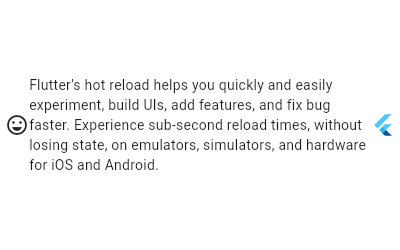 Flutter's hot reload helps you quickly and easily
experiment, build UIs, add features, and fix bug
faster. Experience sub-second reload times, without
losing state, on emulators, simulators, and hardware
for iOS and Android.